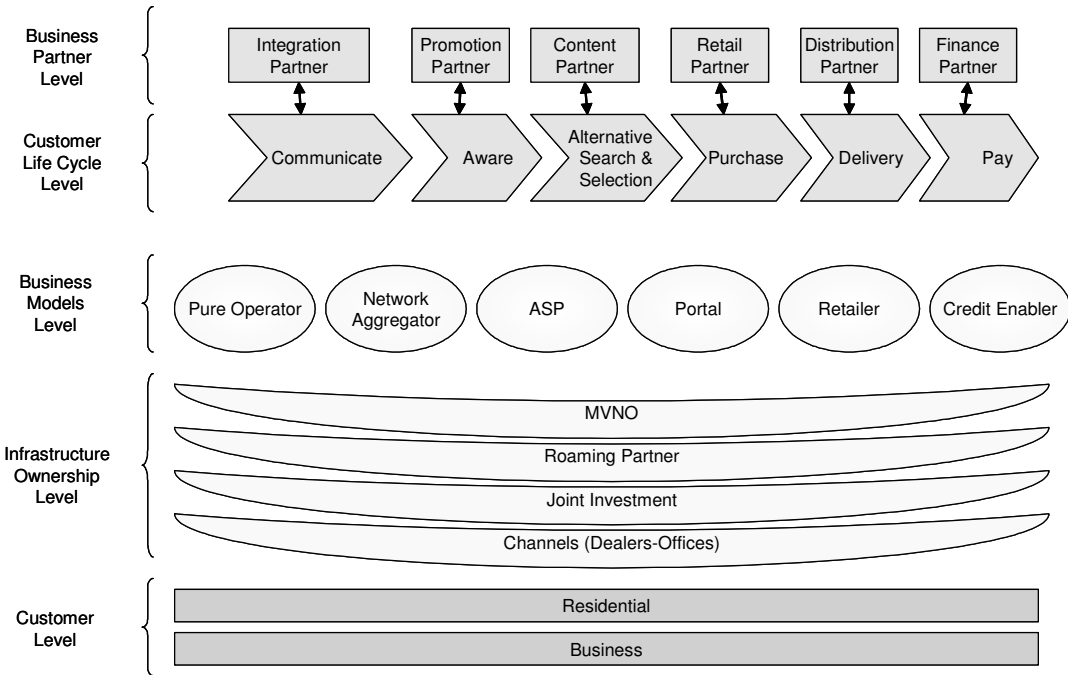 Business
Partner
Level
Integration
Partner
Promotion
Partner
Content
Partner
Retail
Partner
Distribution
Partner
Finance
Partner
Customer
Life Cycle
Level
Communicate
Aware
Alternative
Search &
Selection
Purchase
Delivery
Pay
Business
Models
Level
Pure Operator
Network
Aggregator
ASP
Portal
Retailer
Credit Enabler
Infrastructure
Ownership
Level
MVNO
Roaming Partner
Joint Investment
Channels (Dealers-Offices)
Customer
Level
Residential
Business